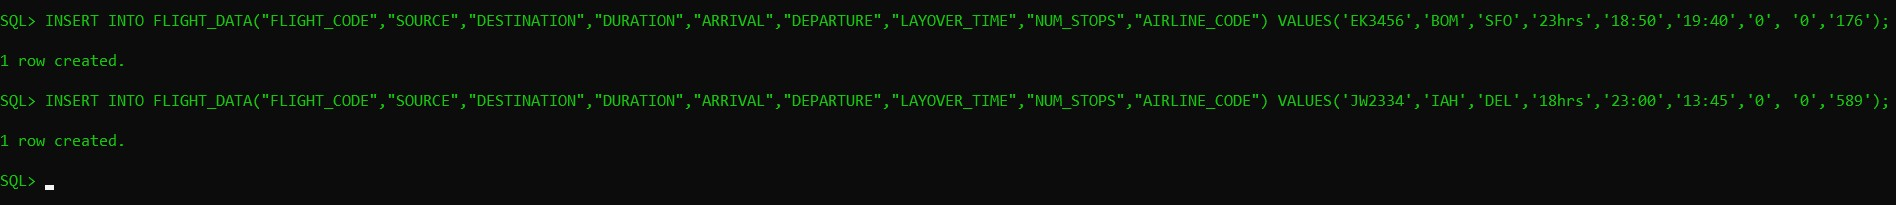 SQL> INSERT INTO FLIGHT_DATA("FLIGHT_CODE","SOURCE","DESTINATION","DURATION","ARRIVAL","DEPARTURE","LAYOVER_TIME","NUM_STOPS","AIRLINE_CODE") VALUES('EK3456','BOM','SFO','23hrs','18:50','19:40','0', '0','176');
1 row created.
SQL> INSERT INTO FLIGHT_DATA("FLIGHT_CODE","SOURCE","DESTINATION","DURATION","ARRIVAL","DEPARTURE","LAYOVER_TIME","NUM_STOPS","AIRLINE_CODE") VALUES('JW2334','IAH','DEL','18hrs','23:00','13:45','0', '0','589');
1 row created.
SQL>